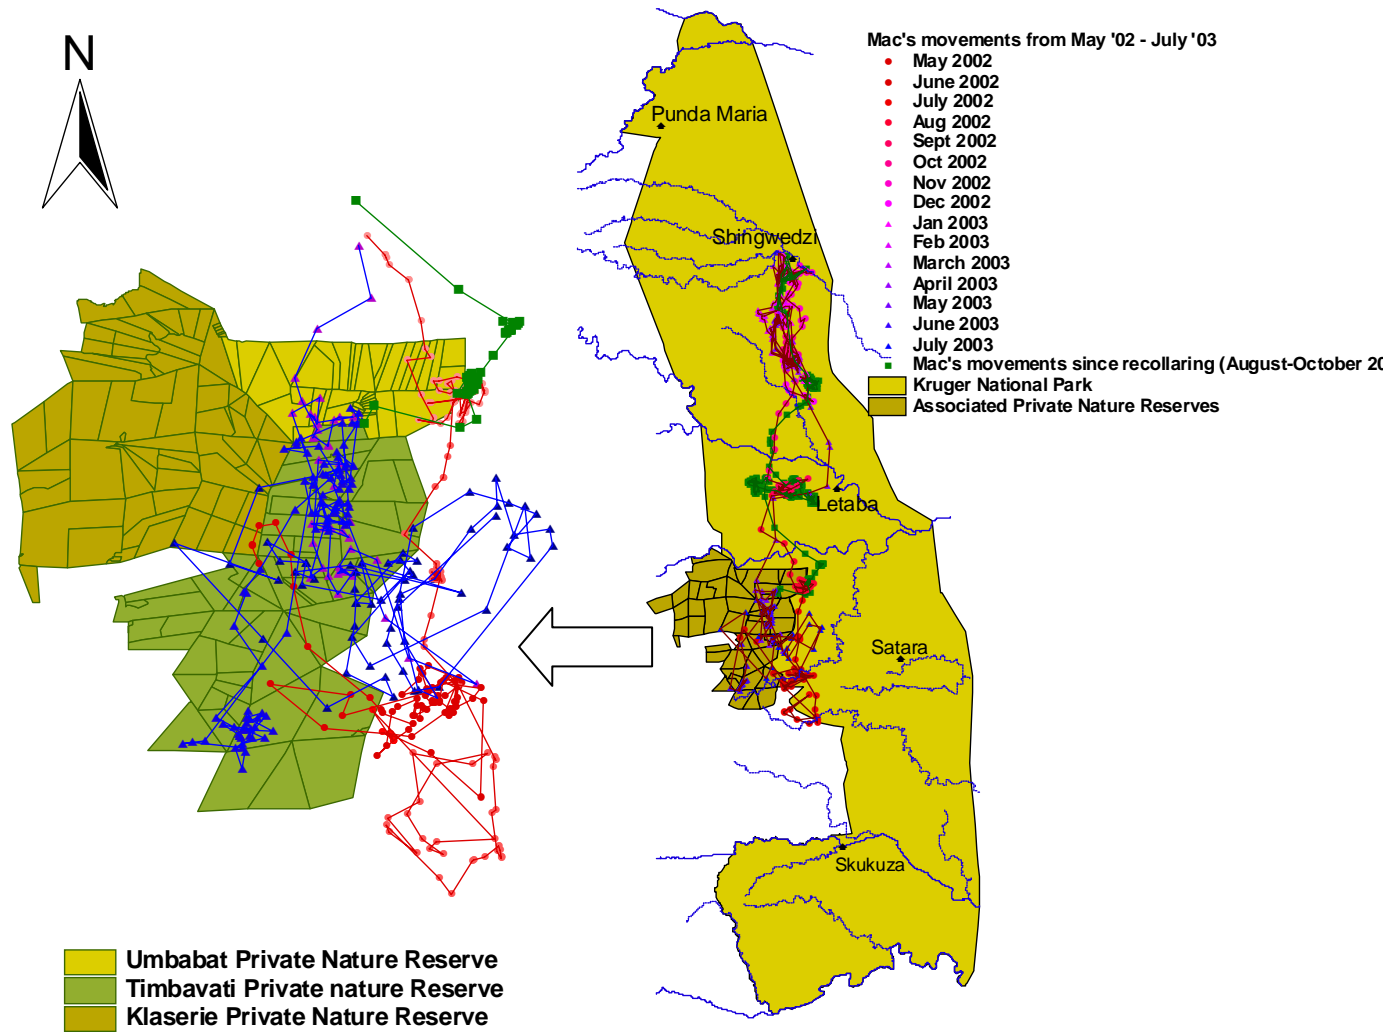 N
Mac's movements from May '02 - July '03
May 2002
June 2002
July 2002
Aug 2002
Sept 2002
Oct 2002
Nov 2002
Dec 2002
Jan 2003
Feb 2003
March 2003
April 2003
May 2003
June 2003
July 2003
Mac's movements since recollaring (August-October 20
Kruger National Park
Associated Private Nature Reserves
Punda Maria
Shingwedzi
Letaba
Satara
Skukuza
Umbabat Private Nature Reserve
Timbavati Private nature Reserve
Klaserie Private Nature Reserve